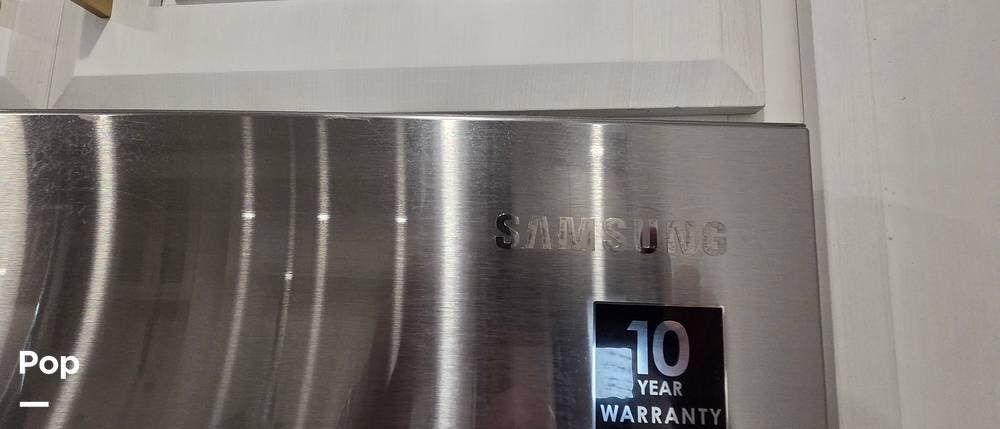 SAMSUNG
10
YEAR
WARRANTY
Pop